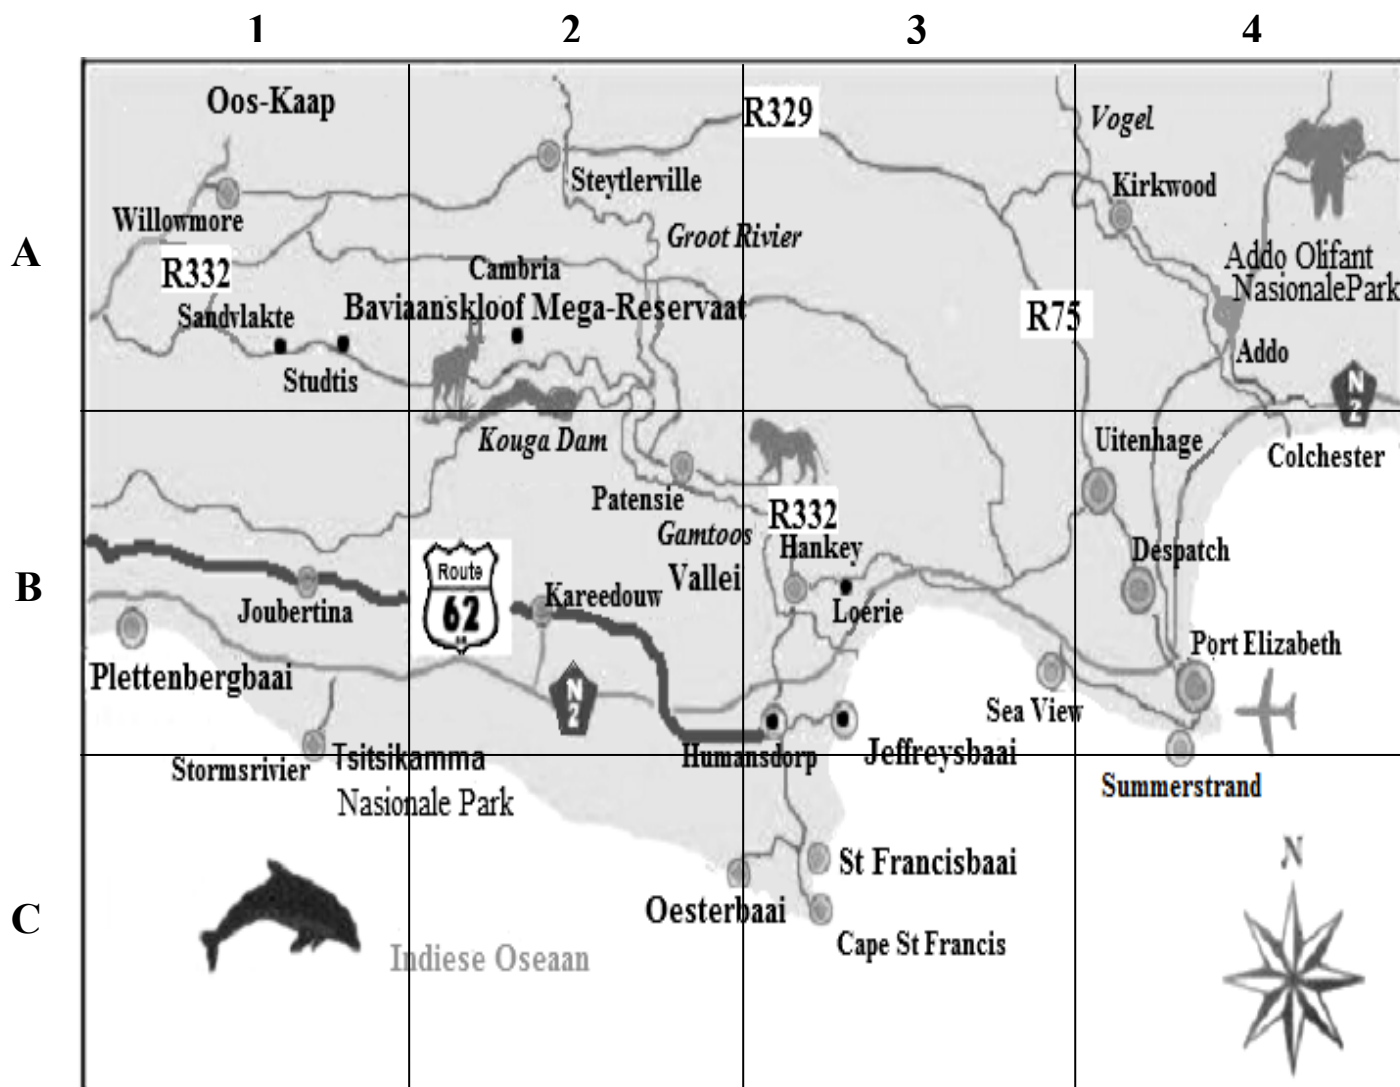 1 2 3 4
Oos-Kaap
R329
Vogel
Steytlerville
Kirkwood
Willowmore
Groot Rivier
A
R332
Cambria
Addo Olifant
NasionalePark
Sandvlakte
Baviaanskloof Mega-Reservaat
R75
Studtis
Addo
N
2
Kouga Dam
Uitenhage
Colchester
Patensie
R332
Gamtoos
Hankey
Despatch
Route
62
Vallei
B
Joubertina
Kareedouw
Loerie
Port Elizabeth
Plettenbergbaai
N
2
Sea View
Humansdorp
Jeffreysbaai
Stormsrivier
Tsitsikamma
Nasionale Park
Summerstrand
N
St Francisbaai
C
Oesterbaai
Cape St Francis
Indiese Oseaan